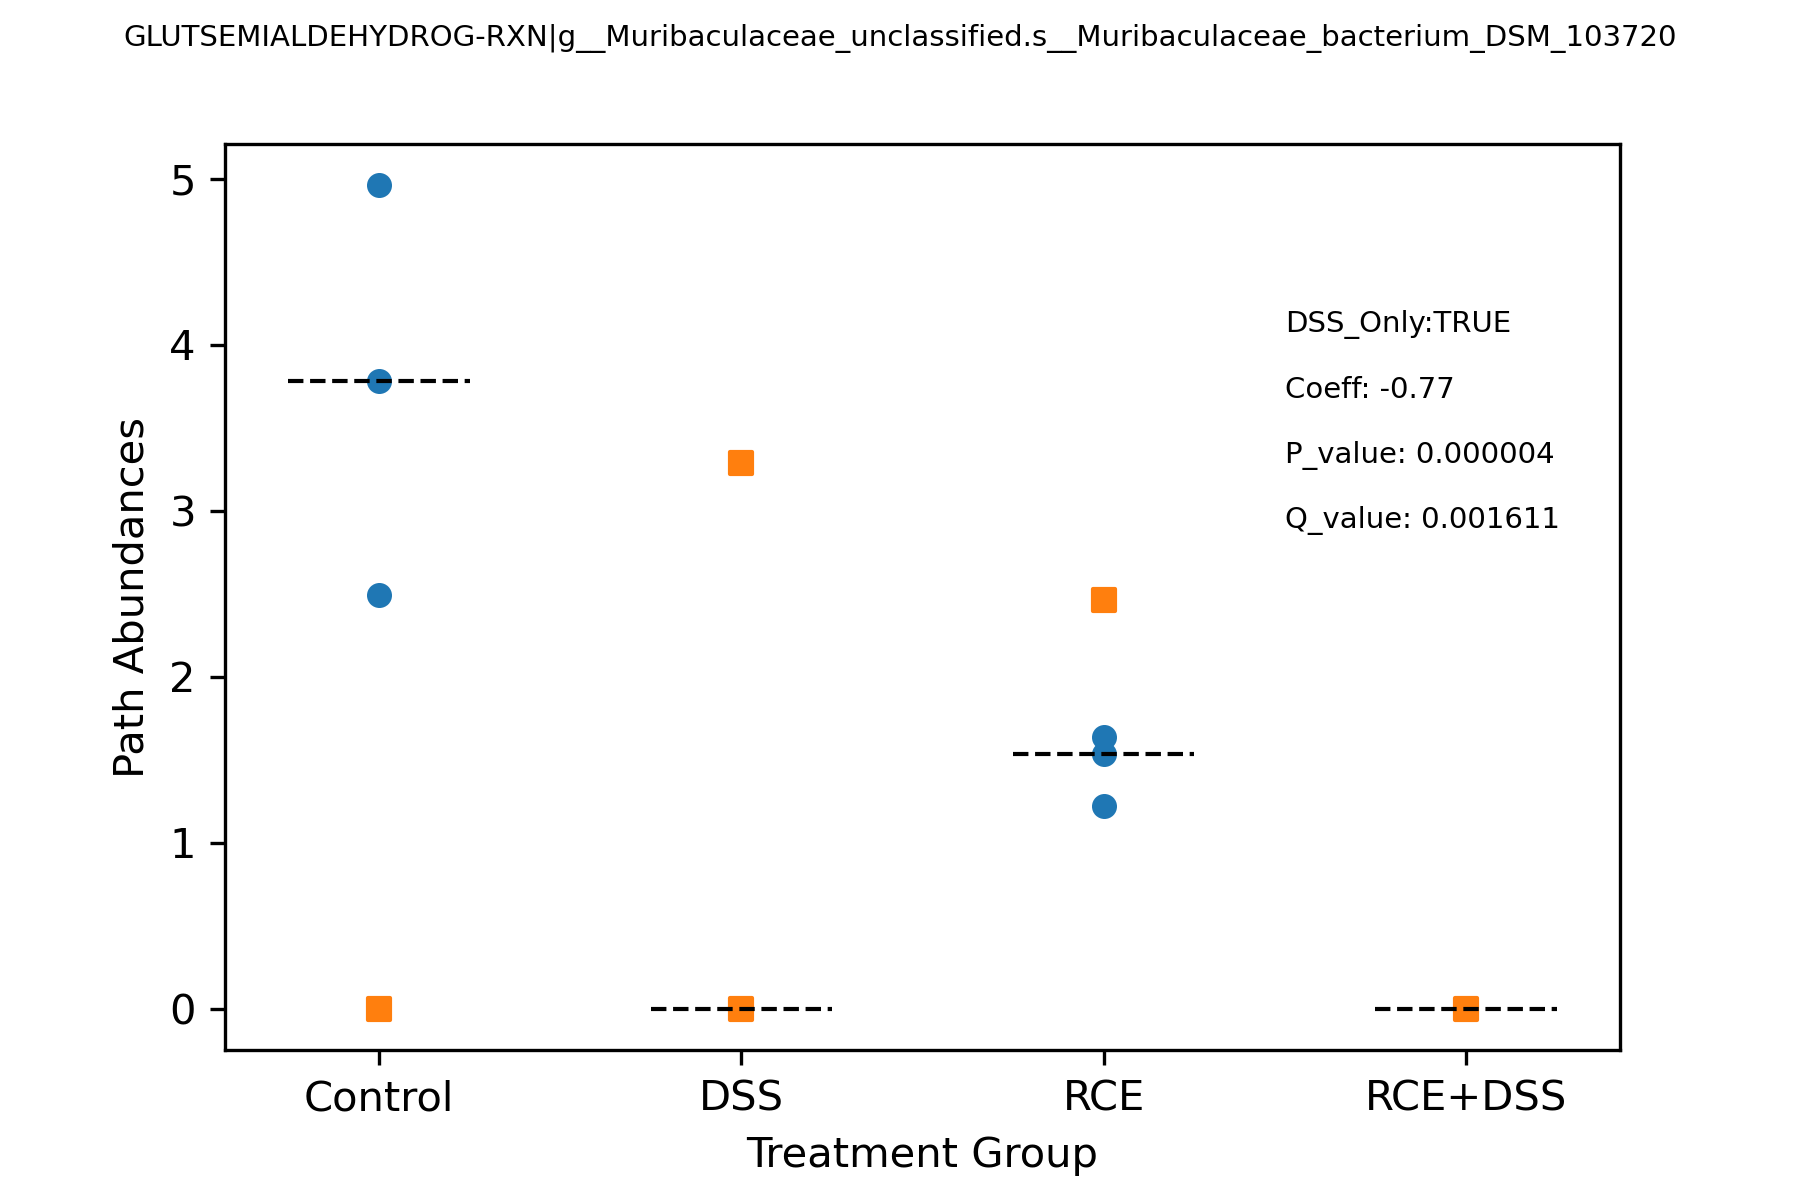 GLUTSEMIALDEHYDROG-RXN|g__Muribaculaceae_unclassified.s__Muribaculaceae_bacterium_DSM_103720
5
4
3
2
1
0
Path Abundances
DSS_Only:TRUE
Coeff: -0.77
P_value: 0.000004
Q_value: 0.001611
Control DSS RCE RCE+DSS
Treatment Group